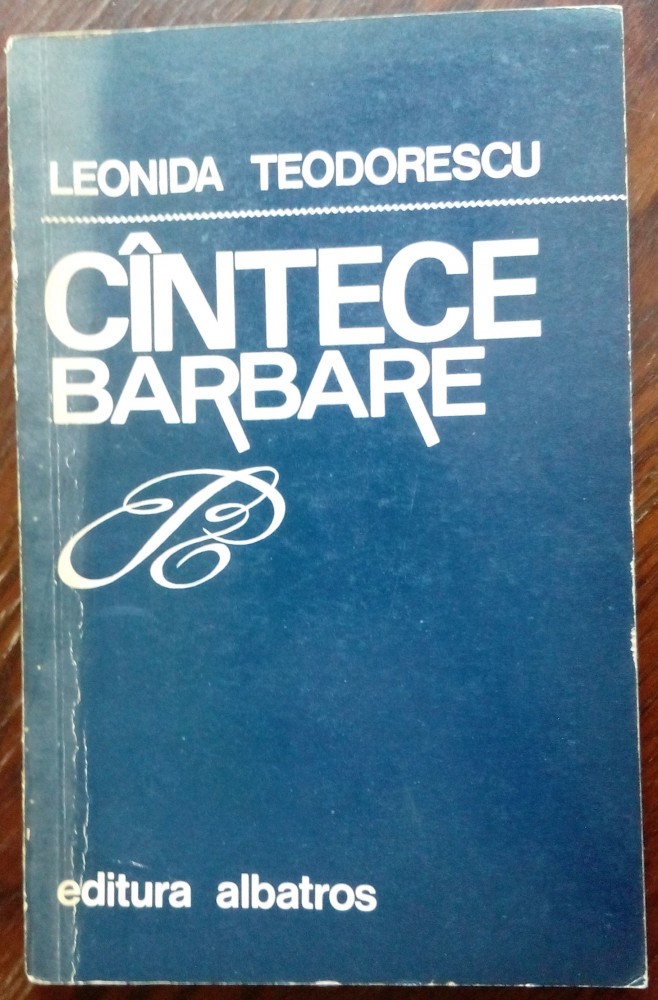 LEONIDA TEODORESCU
CÎNTECE
BARBARE
editura albatros